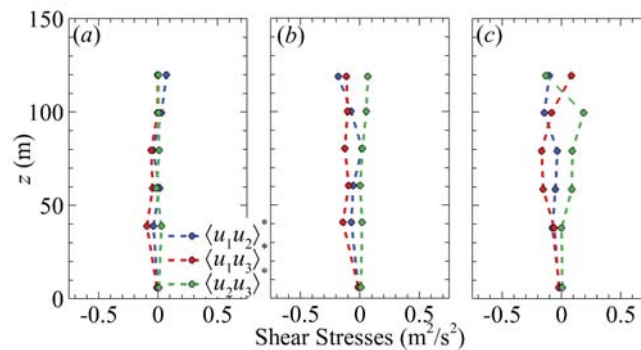 (a)
(b)
(c)
150
100
50
0
z (m)
⟨u₁u₂⟩*
⟨u₁u₃⟩*
⟨u₂u₃⟩*
-0.5 0 0.5
-0.5 0 0.5
-0.5 0 0.5
Shear Stresses (m²/s²)